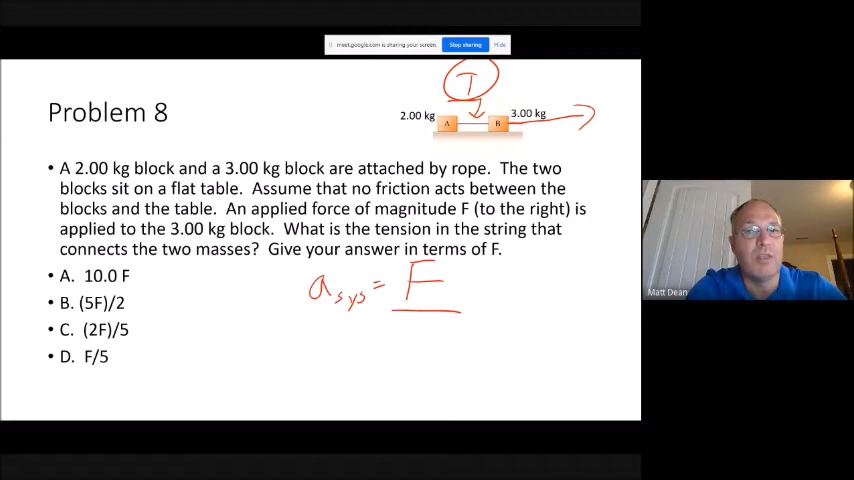 meet.google.com is sharing your screen.
Stop sharing
Hide
T
Problem 8
2.00 kg
A
B
3.00 kg
• A 2.00 kg block and a 3.00 kg block are attached by rope. The two
blocks sit on a flat table. Assume that no friction acts between the
blocks and the table. An applied force of magnitude F (to the right) is
applied to the 3.00 kg block. What is the tension in the string that
connects the two masses? Give your answer in terms of F.
• A. 10.0 F
• B. (5F)/2
• C. (2F)/5
• D. F/5
a sys = F
Matt Dean